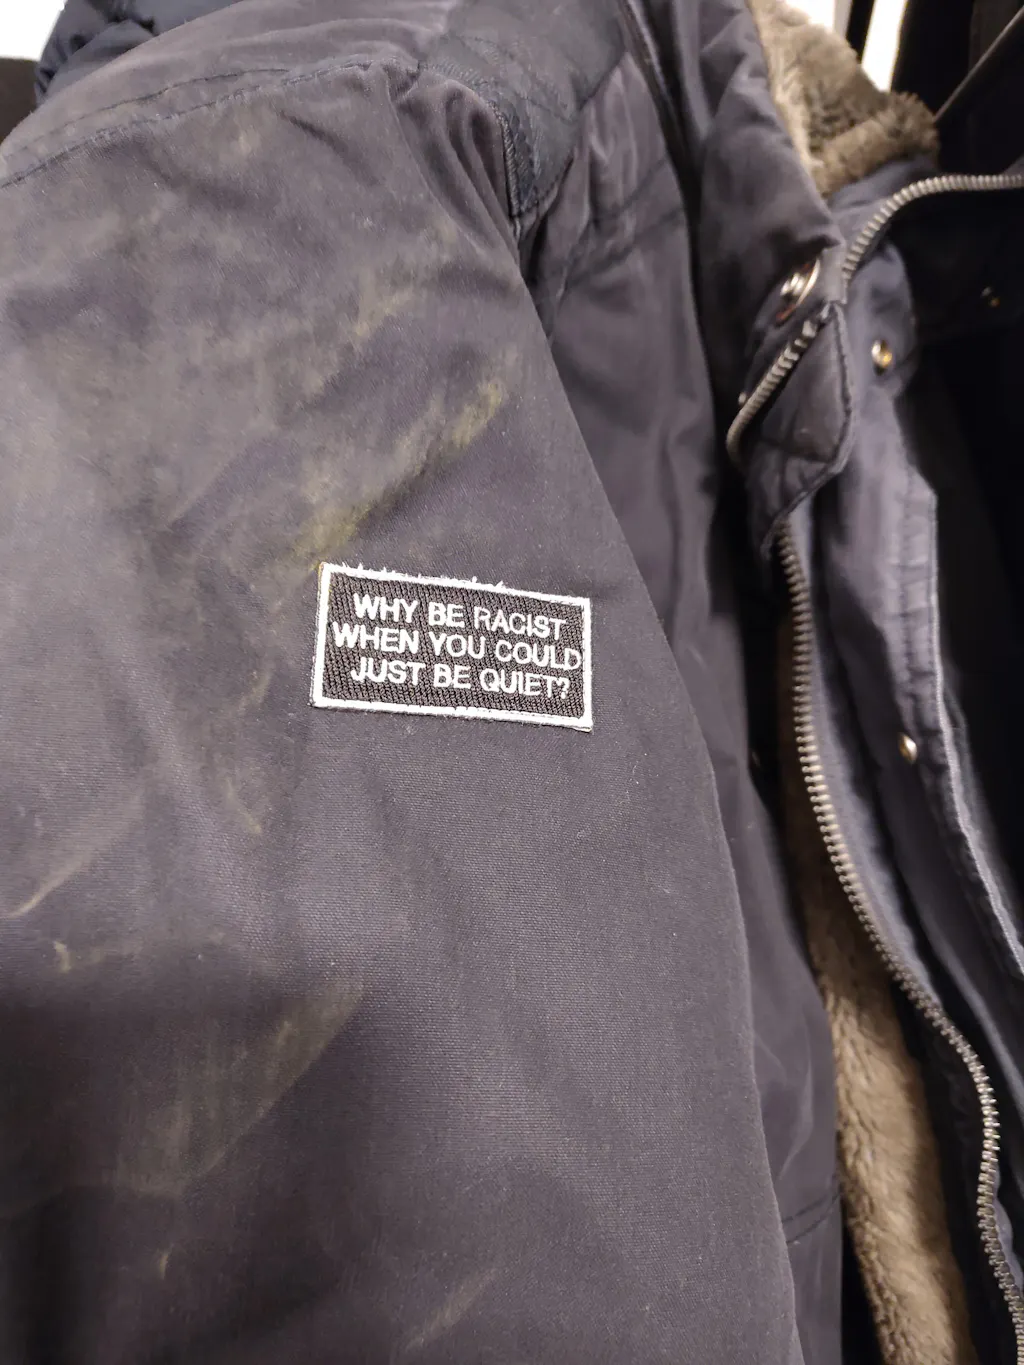 WHY BE RACIST
WHEN YOU COULD
JUST BE QUIET?